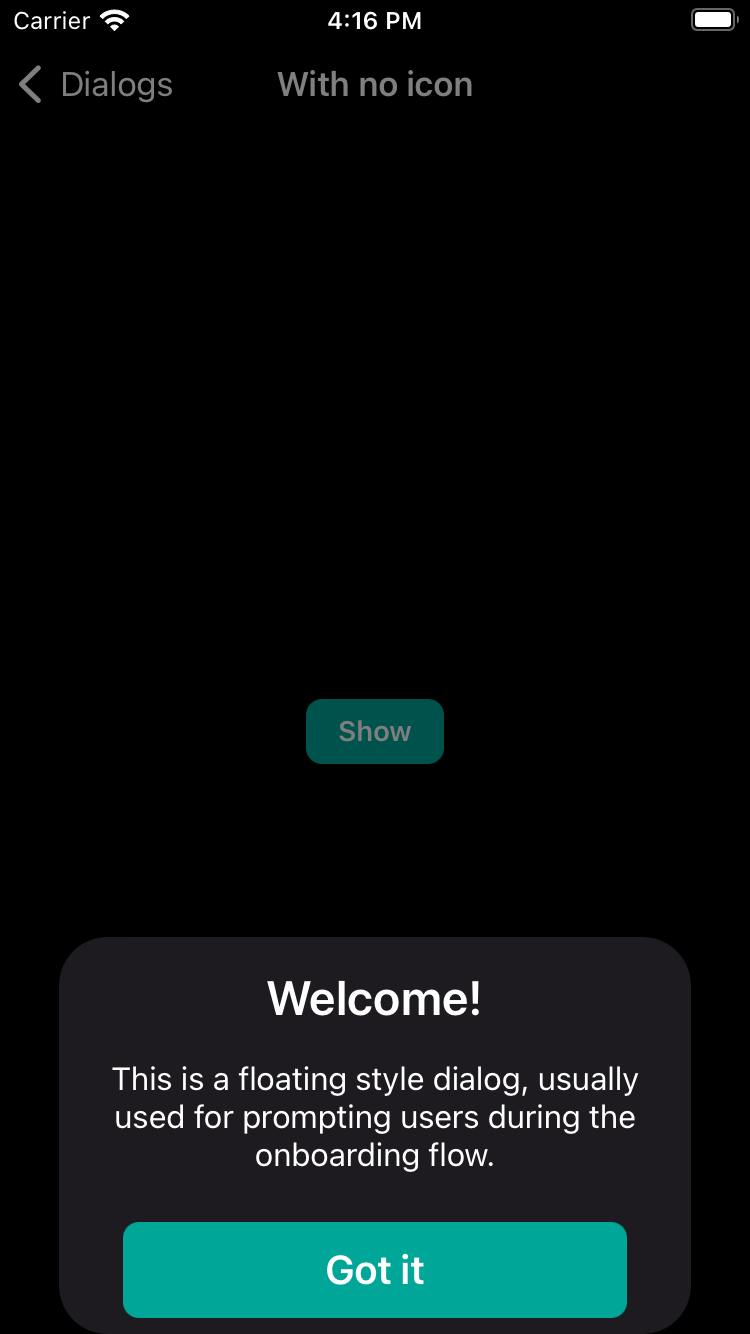 Carrier
4:16 PM
Dialogs
With no icon
Show
Welcome!
This is a floating style dialog, usually
used for prompting users during the
onboarding flow.
Got it